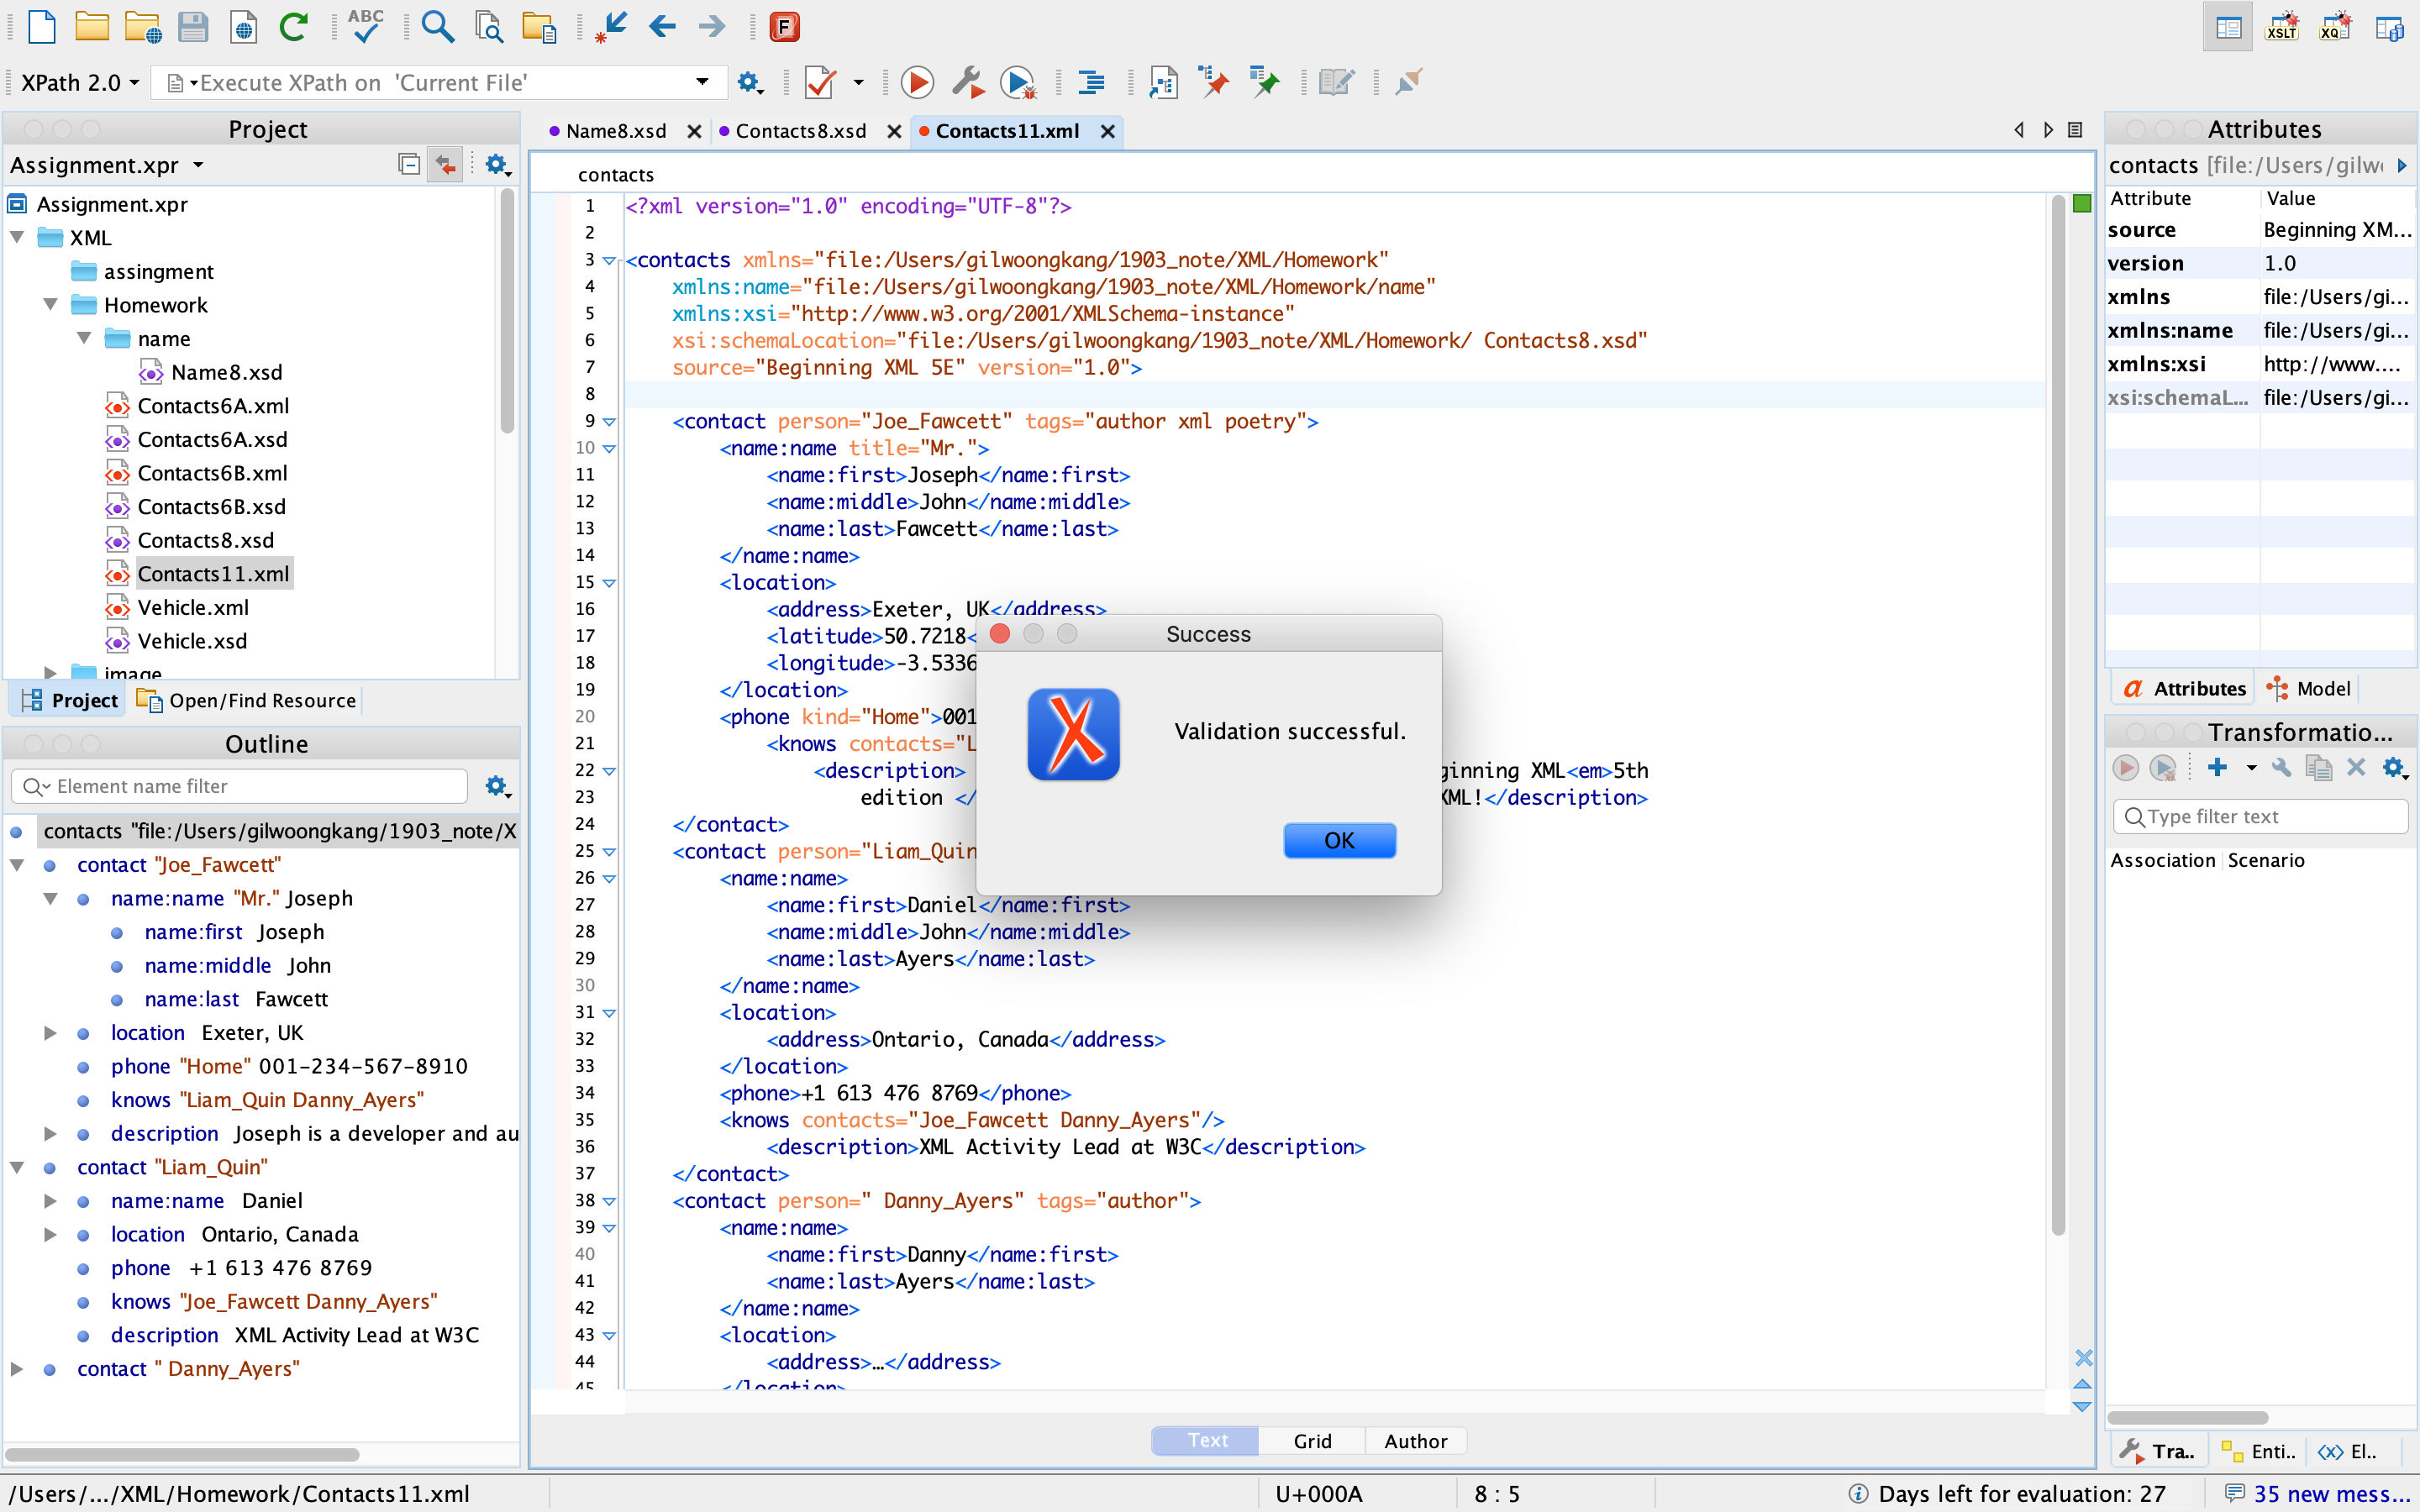 ABC
F
XSLT
XQ
XPath 2.0
Execute XPath on 'Current File'
Project
Assignment.xpr
Assignment.xpr
XML
assingment
Homework
name
Name8.xsd
Contacts6A.xml
Contacts6A.xsd
Contacts6B.xml
Contacts6B.xsd
Contacts8.xsd
Contacts11.xml
Vehicle.xml
Vehicle.xsd
image
Project
Open/Find Resource
Outline
Element name filter
contacts "file:/Users/gilwoongkang/1903_note/X
contact "Joe_Fawcett"
name:name "Mr." Joseph
name:first Joseph
name:middle John
name:last Fawcett
location Exeter, UK
phone "Home" 001-234-567-8910
knows "Liam_Quin Danny_Ayers"
description Joseph is a developer and au
contact "Liam_Quin"
name:name Daniel
location Ontario, Canada
phone +1 613 476 8769
knows "Joe_Fawcett Danny_Ayers"
description XML Activity Lead at W3C
contact " Danny_Ayers"
Name8.xsd
Contacts8.xsd
Contacts11.xml
contacts
1 <?xml version="1.0" encoding="UTF-8"?>
2
3 <contacts xmlns="file:/Users/gilwoongkang/1903_note/XML/Homework"
4 xmlns:name="file:/Users/gilwoongkang/1903_note/XML/Homework/name"
5 xmlns:xsi="http://www.w3.org/2001/XMLSchema-instance"
6 xsi:schemaLocation="file:/Users/gilwoongkang/1903_note/XML/Homework/ Contacts8.xsd"
7 source="Beginning XML 5E" version="1.0">
8
9 <contact person="Joe_Fawcett" tags="author xml poetry">
10 <name:name title="Mr.">
11 <name:first>Joseph</name:first>
12 <name:middle>John</name:middle>
13 <name:last>Fawcett</name:last>
14 </name:name>
15 <location>
16 <address>Exeter, UK</address>
17 <latitude>50.7218<
18 <longitude>-3.5336
19 </location>
20 <phone kind="Home">001
21 <knows contacts="L
22 <description> ginning XML<em>5th
23 edition </ XML!</description>
24 </contact>
25 <contact person="Liam_Quin
26 <name:name>
27 <name:first>Daniel</name:first>
28 <name:middle>John</name:middle>
29 <name:last>Ayers</name:last>
30 </name:name>
31 <location>
32 <address>Ontario, Canada</address>
33 </location>
34 <phone>+1 613 476 8769</phone>
35 <knows contacts="Joe_Fawcett Danny_Ayers"/>
36 <description>XML Activity Lead at W3C</description>
37 </contact>
38 <contact person=" Danny_Ayers" tags="author">
39 <name:name>
40 <name:first>Danny</name:first>
41 <name:last>Ayers</name:last>
42 </name:name>
43 <location>
44 <address>…</address>
45 </location>
Text
Grid
Author
Success
Validation successful.
OK
Attributes
contacts [file:/Users/gilw
Attribute Value
source Beginning XM...
version 1.0
xmlns file:/Users/gi...
xmlns:name file:/Users/gi...
xmlns:xsi http://www....
xsi:schemaL... file:/Users/gi...
Attributes
Model
Transformatio...
Type filter text
Association Scenario
Tra..
Enti..
El..
/Users/.../XML/Homework/Contacts11.xml
U+000A
8 : 5
Days left for evaluation: 27
35 new mess...